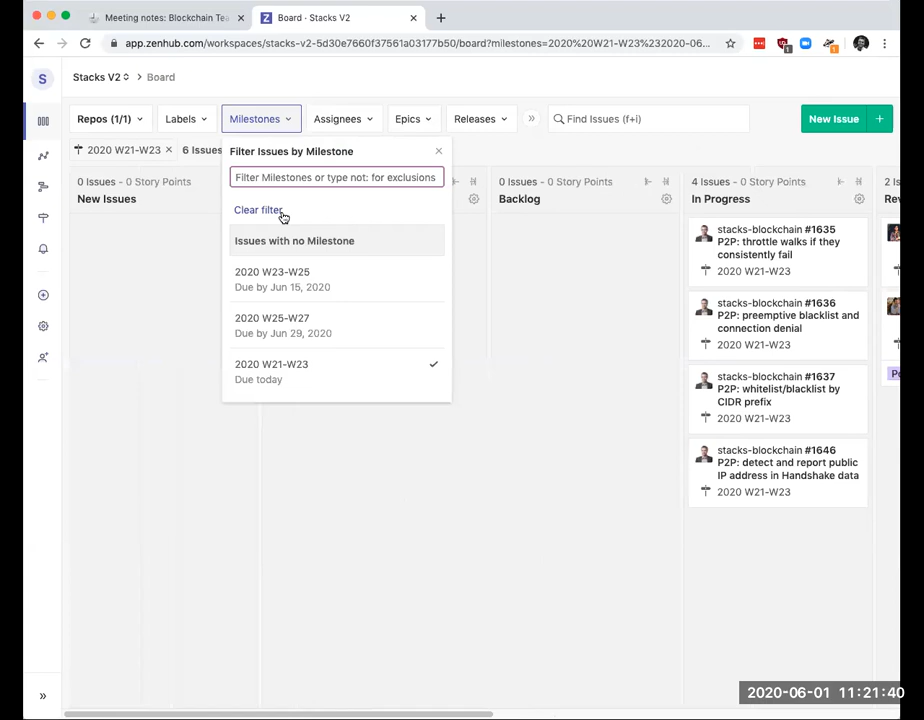 Meeting notes: Blockchain Tea
Board · Stacks V2
app.zenhub.com/workspaces/stacks-v2-5d30e7660f37561a03177b50/board?milestones=2020%20W21-W23%232020-06...
1
1
S
Stacks V2
Board
Repos (1/1)
Labels
Milestones
Assignees
Epics
Releases
Find Issues (f+i)
New Issue
2020 W21-W23
6 Issues
Filter Issues by Milestone
Filter Milestones or type not: for exclusions
Clear filter
Issues with no Milestone
2020 W23-W25
Due by Jun 15, 2020
2020 W25-W27
Due by Jun 29, 2020
2020 W21-W23
Due today
0 Issues - 0 Story Points
New Issues
0 Issues - 0 Story Points
Backlog
4 Issues - 0 Story Points
In Progress
stacks-blockchain #1635
P2P: throttle walks if they
consistently fail
2020 W21-W23
stacks-blockchain #1636
P2P: preemptive blacklist and
connection denial
2020 W21-W23
stacks-blockchain #1637
P2P: whitelist/blacklist by
CIDR prefix
2020 W21-W23
stacks-blockchain #1646
P2P: detect and report public
IP address in Handshake data
2020 W21-W23
2 Is
Rev
Po
2020-06-01 11:21:40